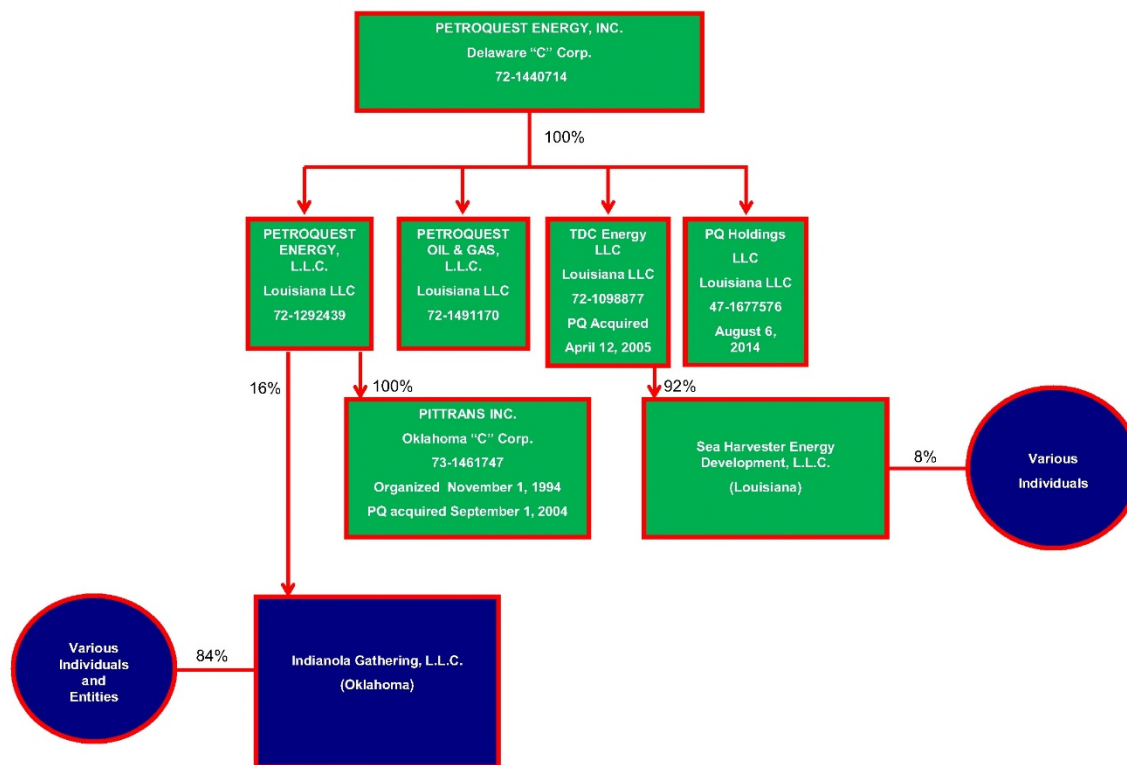 PETROQUEST ENERGY, INC.
Delaware “C” Corp.
72-1440714
100%
PETROQUEST
ENERGY,
L.L.C.
Louisiana LLC
72-1292439
PETROQUEST
OIL & GAS,
L.L.C.
Louisiana LLC
72-1491170
TDC Energy
LLC
Louisiana LLC
72-1098877
PQ Acquired
April 12, 2005
PQ Holdings
LLC
Louisiana LLC
47-1677576
August 6,
2014
16%
100%
92%
PITTRANS INC.
Oklahoma “C” Corp.
73-1461747
Organized November 1, 1994
PQ acquired September 1, 2004
Sea Harvester Energy
Development, L.L.C.
(Louisiana)
8%
Various
Individuals
Various
Individuals
and
Entities
84%
Indianola Gathering, L.L.C.
(Oklahoma)